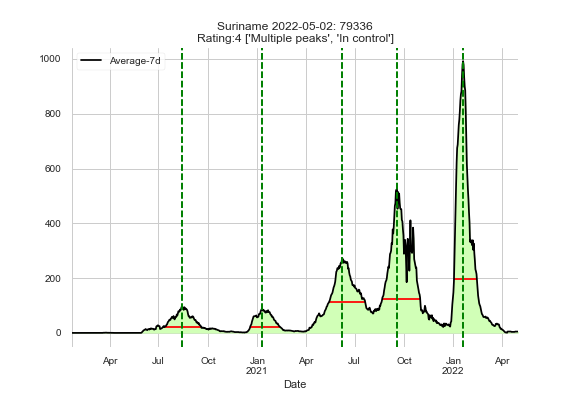 Suriname 2022-05-02: 79336
Rating:4 ['Multiple peaks', 'In control']
Average-7d
1000
800
600
400
200
0
Apr Jul Oct Jan Apr Jul Oct Jan Apr
2021 2022
Date